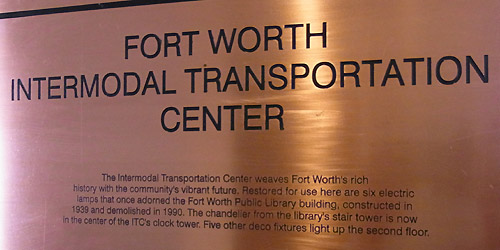 FORT WORTH
INTERMODAL TRANSPORTATION
CENTER
The Intermodal Transportation Center weaves Fort Worth's rich
history with the community's vibrant future. Restored for use here are six electric
lamps that once adorned the Fort Worth Public Library building, constructed in
1939 and demolished in 1990. The chandelier from the library's stair tower is now
in the center of the ITC's clock tower. Five other deco fixtures light up the second floor.